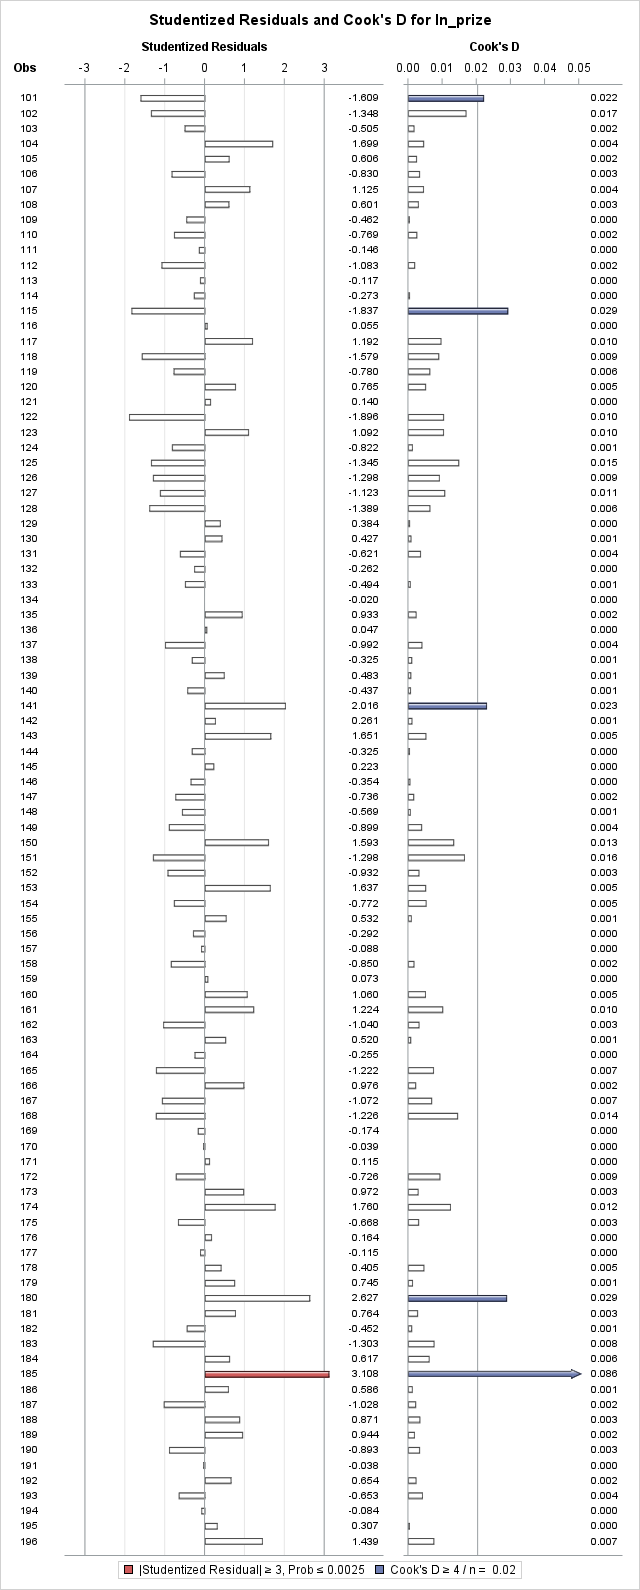 Studentized Residuals and Cook's D for ln_prize
Studentized Residuals Cook's D
Obs -3 -2 -1 0 1 2 3 0.00 0.01 0.02 0.03 0.04 0.05
101 -1.609 0.022
102 -1.348 0.017
103 -0.505 0.002
104 1.699 0.004
105 0.606 0.002
106 -0.830 0.003
107 1.125 0.004
108 0.601 0.003
109 -0.462 0.000
110 -0.769 0.002
111 -0.146 0.000
112 -1.083 0.002
113 -0.117 0.000
114 -0.273 0.000
115 -1.837 0.029
116 0.055 0.000
117 1.192 0.010
118 -1.579 0.009
119 -0.780 0.006
120 0.765 0.005
121 0.140 0.000
122 -1.896 0.010
123 1.092 0.010
124 -0.822 0.001
125 -1.345 0.015
126 -1.298 0.009
127 -1.123 0.011
128 -1.389 0.006
129 0.384 0.000
130 0.427 0.001
131 -0.621 0.004
132 -0.262 0.000
133 -0.494 0.001
134 -0.020 0.000
135 0.933 0.002
136 0.047 0.000
137 -0.992 0.004
138 -0.325 0.001
139 0.483 0.001
140 -0.437 0.001
141 2.016 0.023
142 0.261 0.001
143 1.651 0.005
144 -0.325 0.000
145 0.223 0.000
146 -0.354 0.000
147 -0.736 0.002
148 -0.569 0.001
149 -0.899 0.004
150 1.593 0.013
151 -1.298 0.016
152 -0.932 0.003
153 1.637 0.005
154 -0.772 0.005
155 0.532 0.001
156 -0.292 0.000
157 -0.088 0.000
158 -0.850 0.002
159 0.073 0.000
160 1.060 0.005
161 1.224 0.010
162 -1.040 0.003
163 0.520 0.001
164 -0.255 0.000
165 -1.222 0.007
166 0.976 0.002
167 -1.072 0.007
168 -1.226 0.014
169 -0.174 0.000
170 -0.039 0.000
171 0.115 0.000
172 -0.726 0.009
173 0.972 0.003
174 1.760 0.012
175 -0.668 0.003
176 0.164 0.000
177 -0.115 0.000
178 0.405 0.005
179 0.745 0.001
180 2.627 0.029
181 0.764 0.003
182 -0.452 0.001
183 -1.303 0.008
184 0.617 0.006
185 3.108 0.086
186 0.586 0.001
187 -1.028 0.002
188 0.871 0.003
189 0.944 0.002
190 -0.893 0.003
191 -0.038 0.000
192 0.654 0.002
193 -0.653 0.004
194 -0.084 0.000
195 0.307 0.000
196 1.439 0.007
|Studentized Residual| ≥ 3, Prob ≤ 0.0025 Cook's D ≥ 4 / n = 0.02